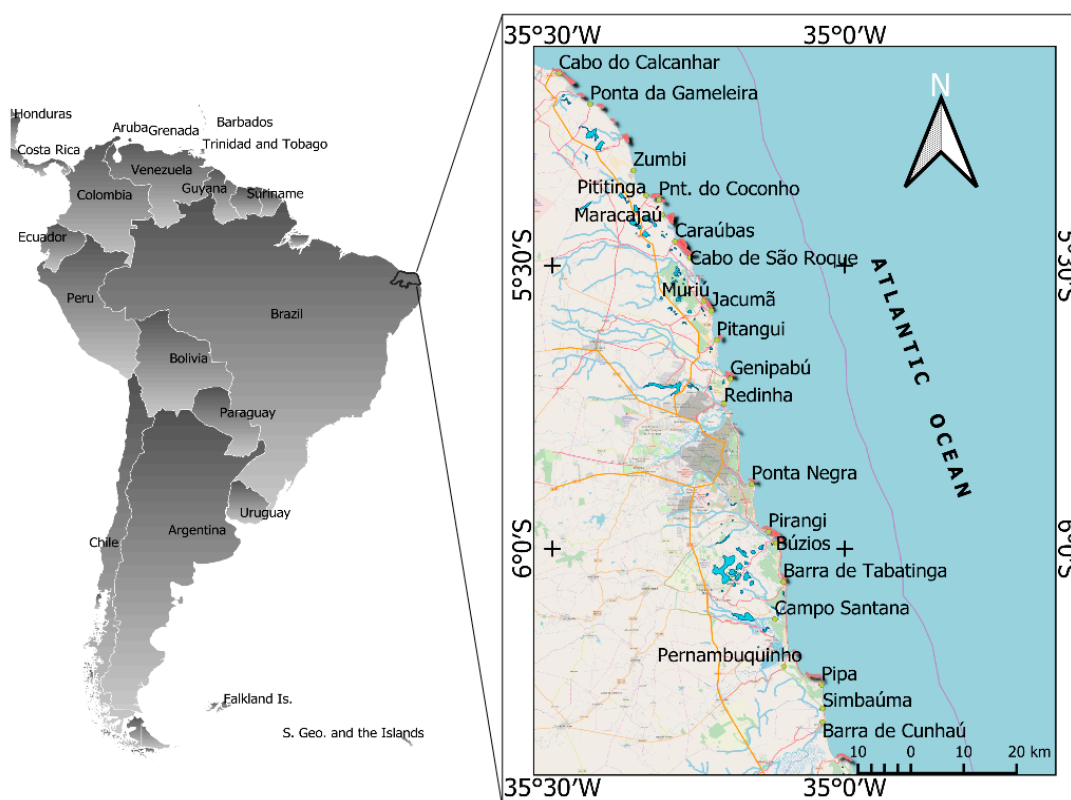 Honduras
Costa Rica
Aruba
Grenada
Barbados
Trinidad and Tobago
Venezuela
Guyana
Suriname
Colombia
Ecuador
Peru
Brazil
Bolivia
Paraguay
Uruguay
Argentina
Chile
Falkland Is.
S. Geo. and the Islands
35°30'W
35°0'W
N
Cabo do Calcanhar
Ponta da Gameleira
Zumbi
Pititinga
Pnt. do Coconho
Maracajaú
Caraúbas
Cabo de São Roque
Muriú
Jacumã
Pitangui
Genipabú
Redinha
Ponta Negra
Pirangi
Búzios
Barra de Tabatinga
Campo Santana
Pernambuquinho
Pipa
Simbaúma
Barra de Cunhaú
ATLANTIC OCEAN
5°30'S
5°30'S
6°0'S
6°0'S
10 0 10 20 km
35°30'W
35°0'W